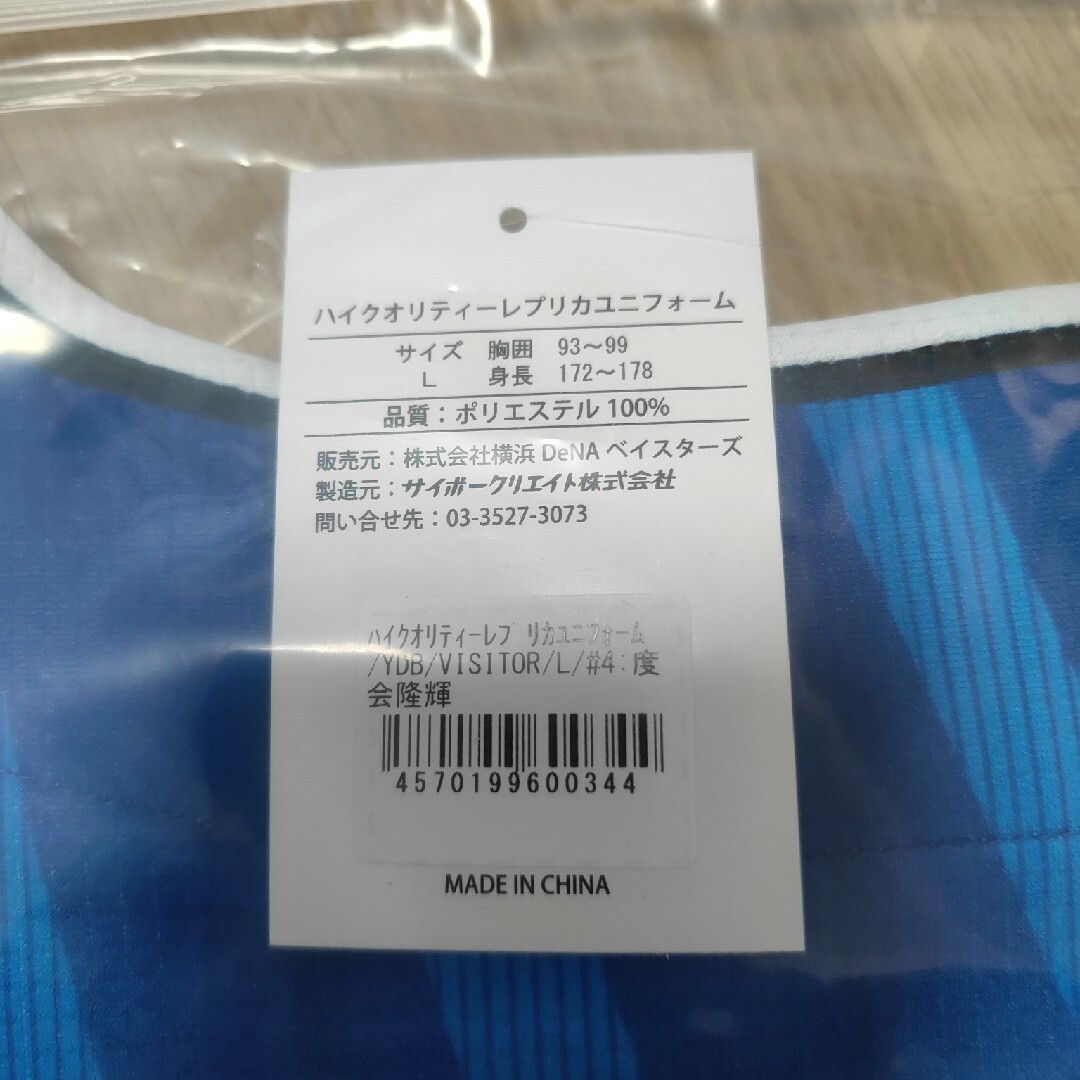 ハイクオリティーレプリカユニフォーム
サイズ 胸囲 93～99
L 身長 172～178
品質：ポリエステル 100%
販売元：株式会社横浜 DeNA ベイスターズ
製造元：サイボークリエイト株式会社
問い合せ先：03-3527-3073
ﾊｲｸｵﾘﾃｨｰﾚﾌﾟﾘｶﾕﾆﾌｫｰﾑ
/YDB/VISITOR/L/#4:度
会隆輝
4570199600344
MADE IN CHINA